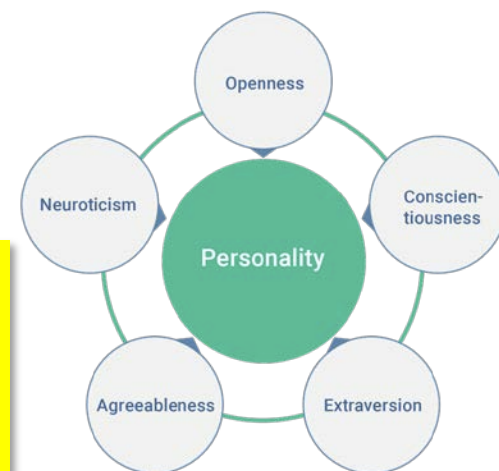 Openness
Neuroticism
Conscien-
tiousness
Personality
Agreeableness
Extraversion